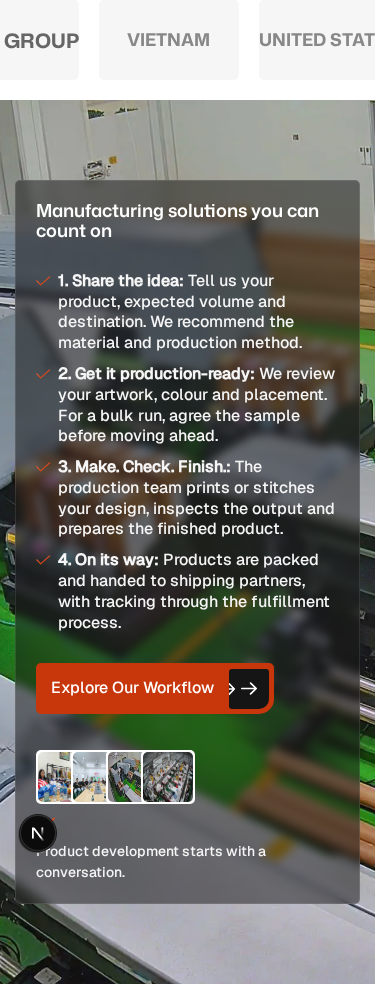 GROUP
VIETNAM
UNITED STAT
Manufacturing solutions you can
count on
1. Share the idea: Tell us your
product, expected volume and
destination. We recommend the
material and production method.
2. Get it production-ready: We review
your artwork, colour and placement.
For a bulk run, agree the sample
before moving ahead.
3. Make. Check. Finish.: The
production team prints or stitches
your design, inspects the output and
prepares the finished product.
4. On its way: Products are packed
and handed to shipping partners,
with tracking through the fulfillment
process.
Explore Our Workflow
N
Product development starts with a
conversation.